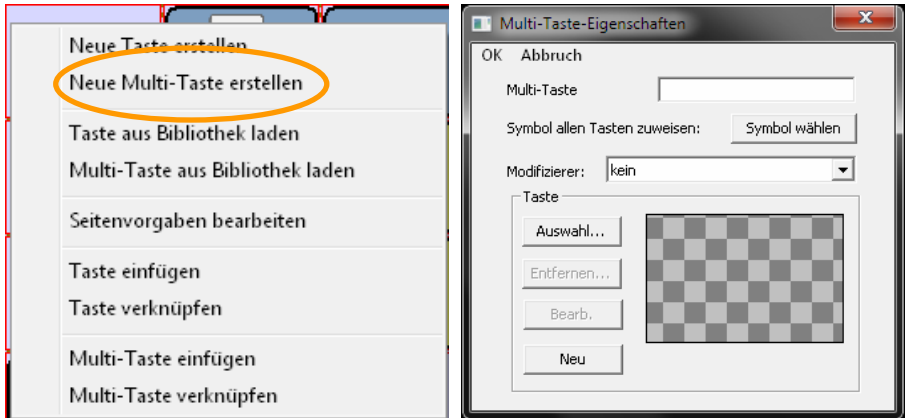 Neue Taste erstellen
Neue Multi-Taste erstellen
Taste aus Bibliothek laden
Multi-Taste aus Bibliothek laden
Seitenvorgaben bearbeiten
Taste einfügen
Taste verknüpfen
Multi-Taste einfügen
Multi-Taste verknüpfen
Multi-Taste-Eigenschaften
OK Abbruch
Multi-Taste
Symbol allen Tasten zuweisen: Symbol wählen
Modifizierer: kein
Taste
Auswahl...
Entfernen...
Bearb.
Neu